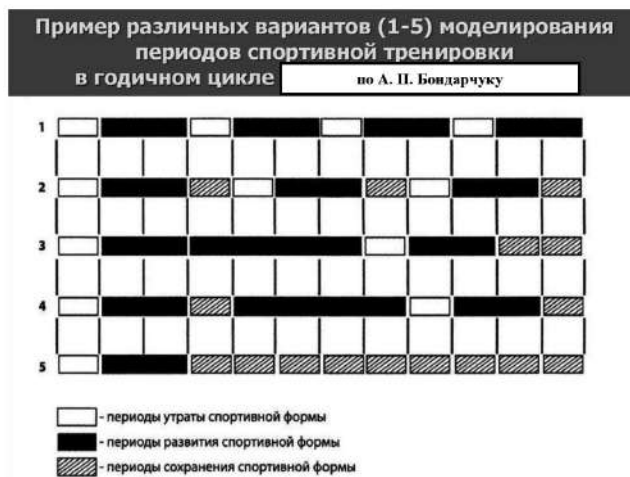 Пример различных вариантов (1-5) моделирования
периодов спортивной тренировки
в годичном цикле по А. П. Бондарчуку
1
2
3
4
5
- периоды утраты спортивной формы
- периоды развития спортивной формы
- периоды сохранения спортивной формы